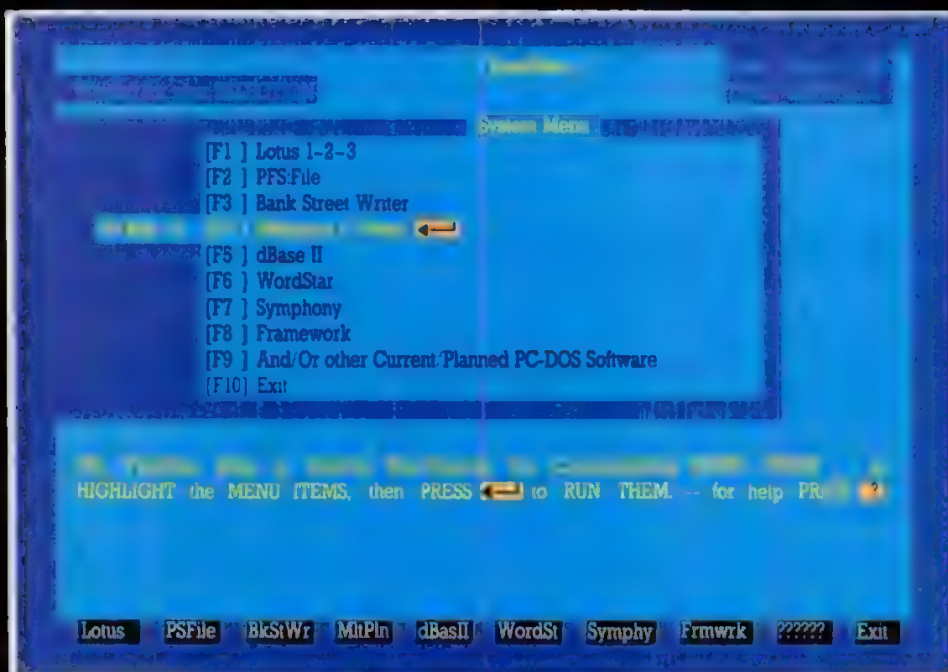 System Menu
[F1 ] Lotus 1-2-3
[F2 ] PFS:File
[F3 ] Bank Street Writer
[F5 ] dBase II
[F6 ] WordStar
[F7 ] Symphony
[F8 ] Framework
[F9 ] And/Or other Current/Planned PC-DOS Software
[F10] Exit
HIGHLIGHT the MENU ITEMS, then PRESS to RUN THEM. -- for help ?
Lotus PSFile BkStWr MltPln dBasII WordSt Symphy Frmwrk ?????? Exit